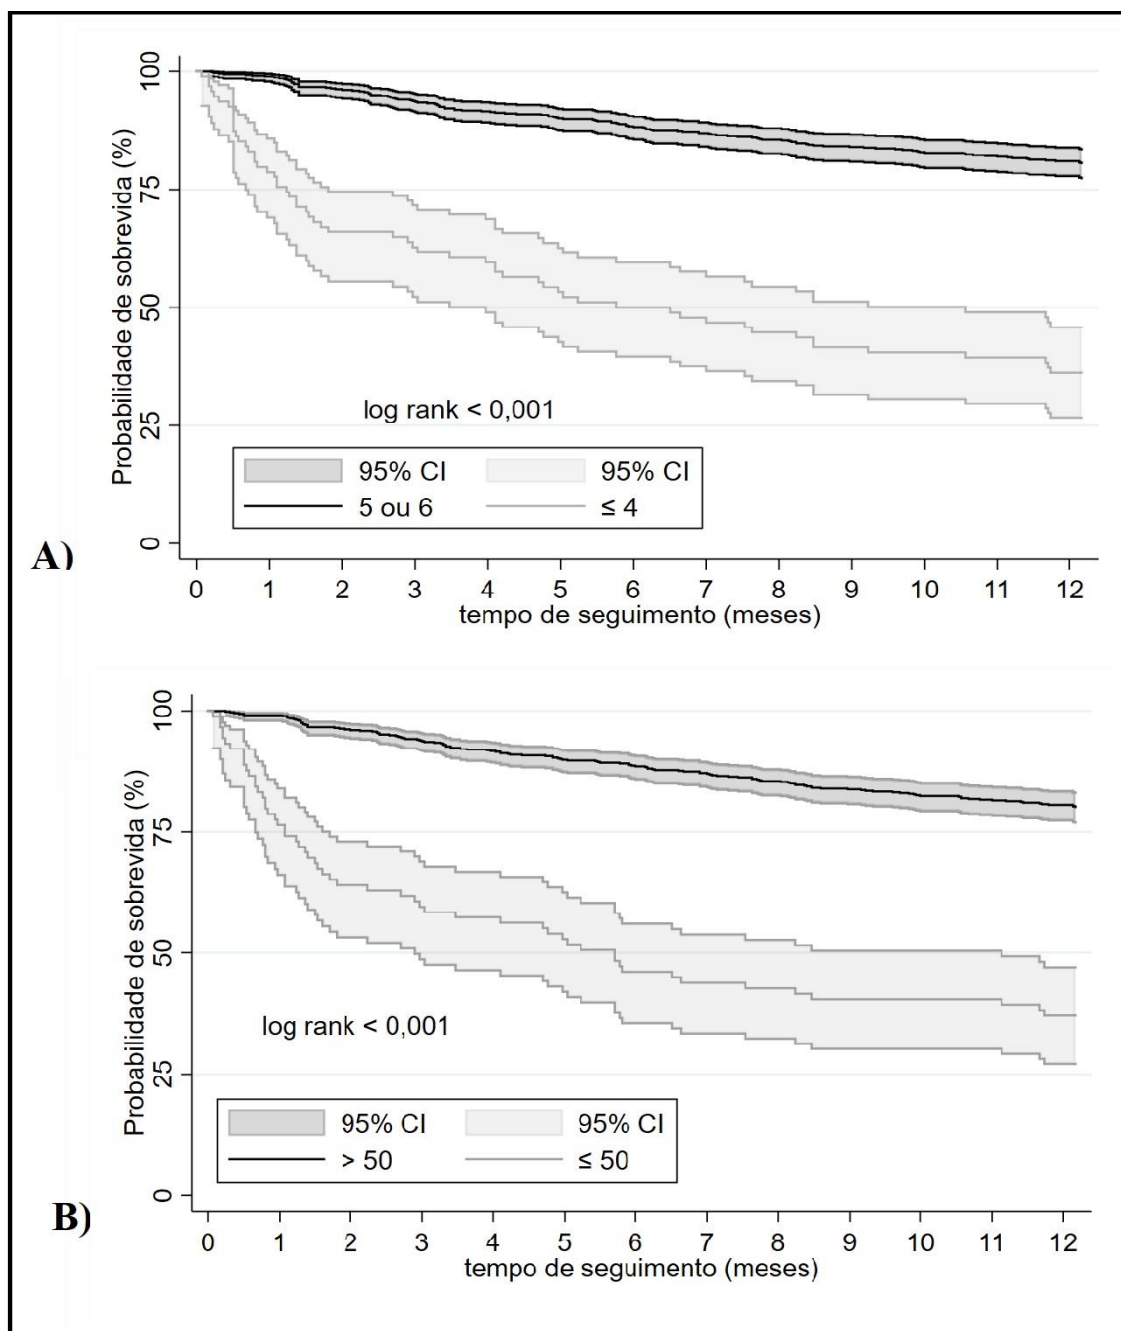 100
75
50
25
0
Probabilidade de sobrevida (%)
log rank < 0,001
95% CI 95% CI
5 ou 6 ≤ 4
A)
0 1 2 3 4 5 6 7 8 9 10 11 12
tempo de seguimento (meses)
100
75
50
25
0
Probabilidade de sobrevida (%)
log rank < 0,001
95% CI 95% CI
> 50 ≤ 50
B)
0 1 2 3 4 5 6 7 8 9 10 11 12
tempo de seguimento (meses)